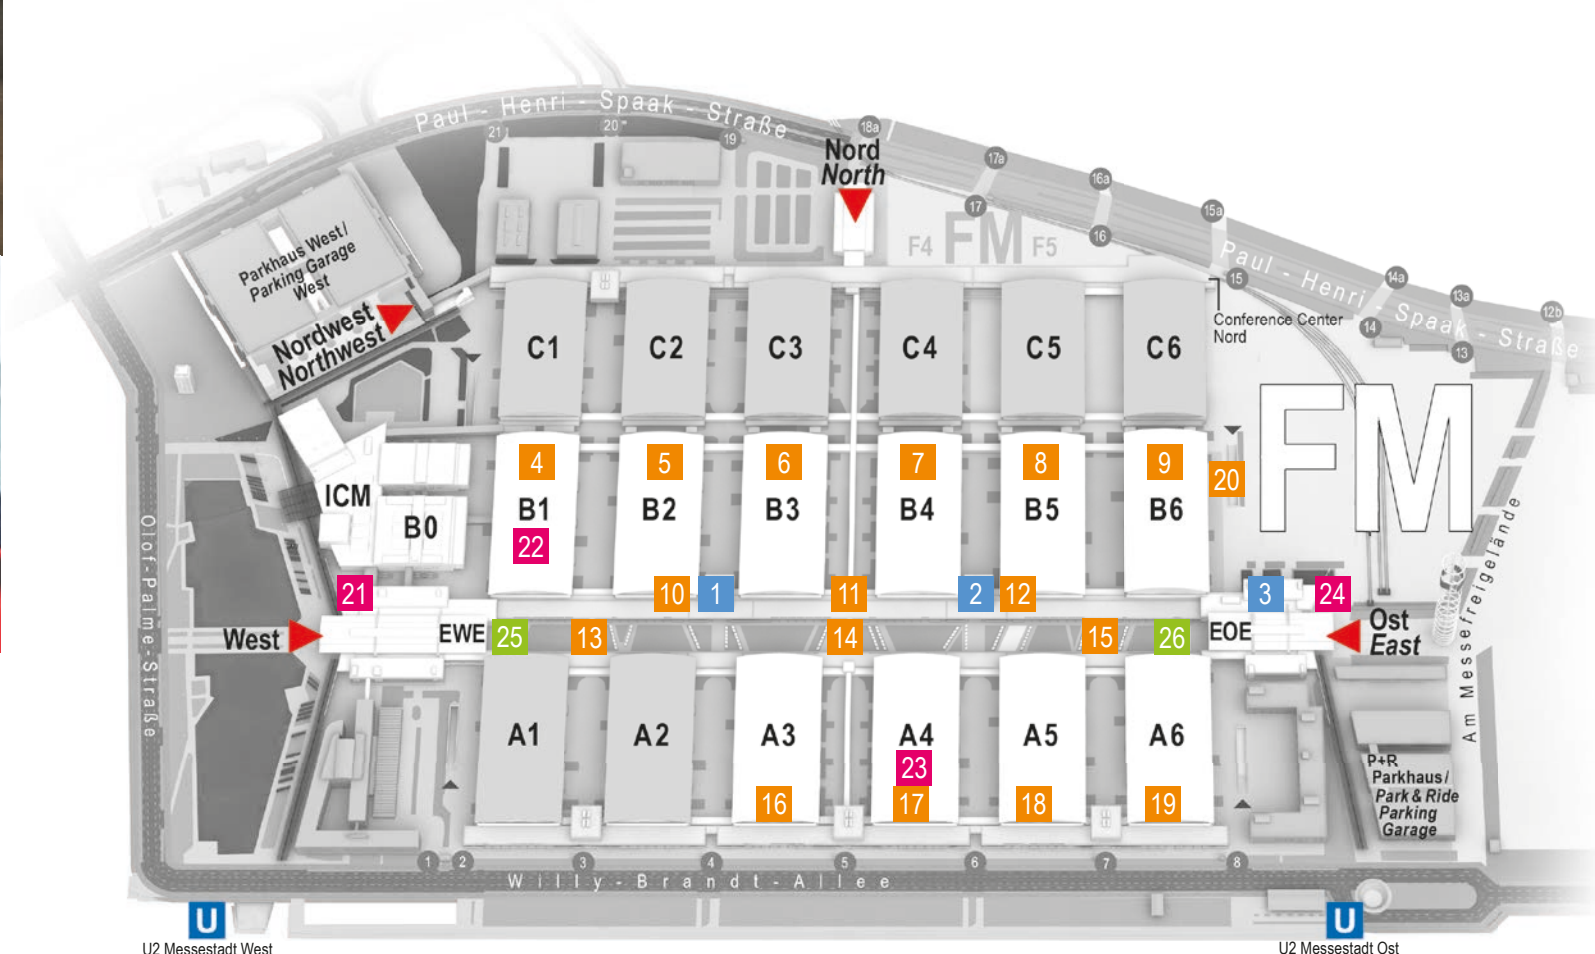 Paul - Henri - Spaak - Straße
21
20
19
18a
Nord
North
17a
17
16a
16
15a
15
F4 FM F5
Paul - Henri - Spaak - Straße
14a
14
13a
13
12b
Conference Center
Nord
Parkhaus West/
Parking Garage
West
Nordwest
Northwest
C1 C2 C3 C4 C5 C6
4 5 6 7 8 9
20
FM
ICM
B0
B1 B2 B3 B4 B5 B6
22
21
10 1 11 2 12 3 24
West
EWE
25 13 14 15 26
EOE
Ost
East
Olof-Palme-Straße
Am Messefreigelände
A1 A2 A3 A4 A5 A6
23
16 17 18 19
P+R
Parkhaus/
Park & Ride
Parking
Garage
1 2 3 4 5 6 7 8
Willy-Brandt-Allee
U
U2 Messestadt West
U
U2 Messestadt Ost